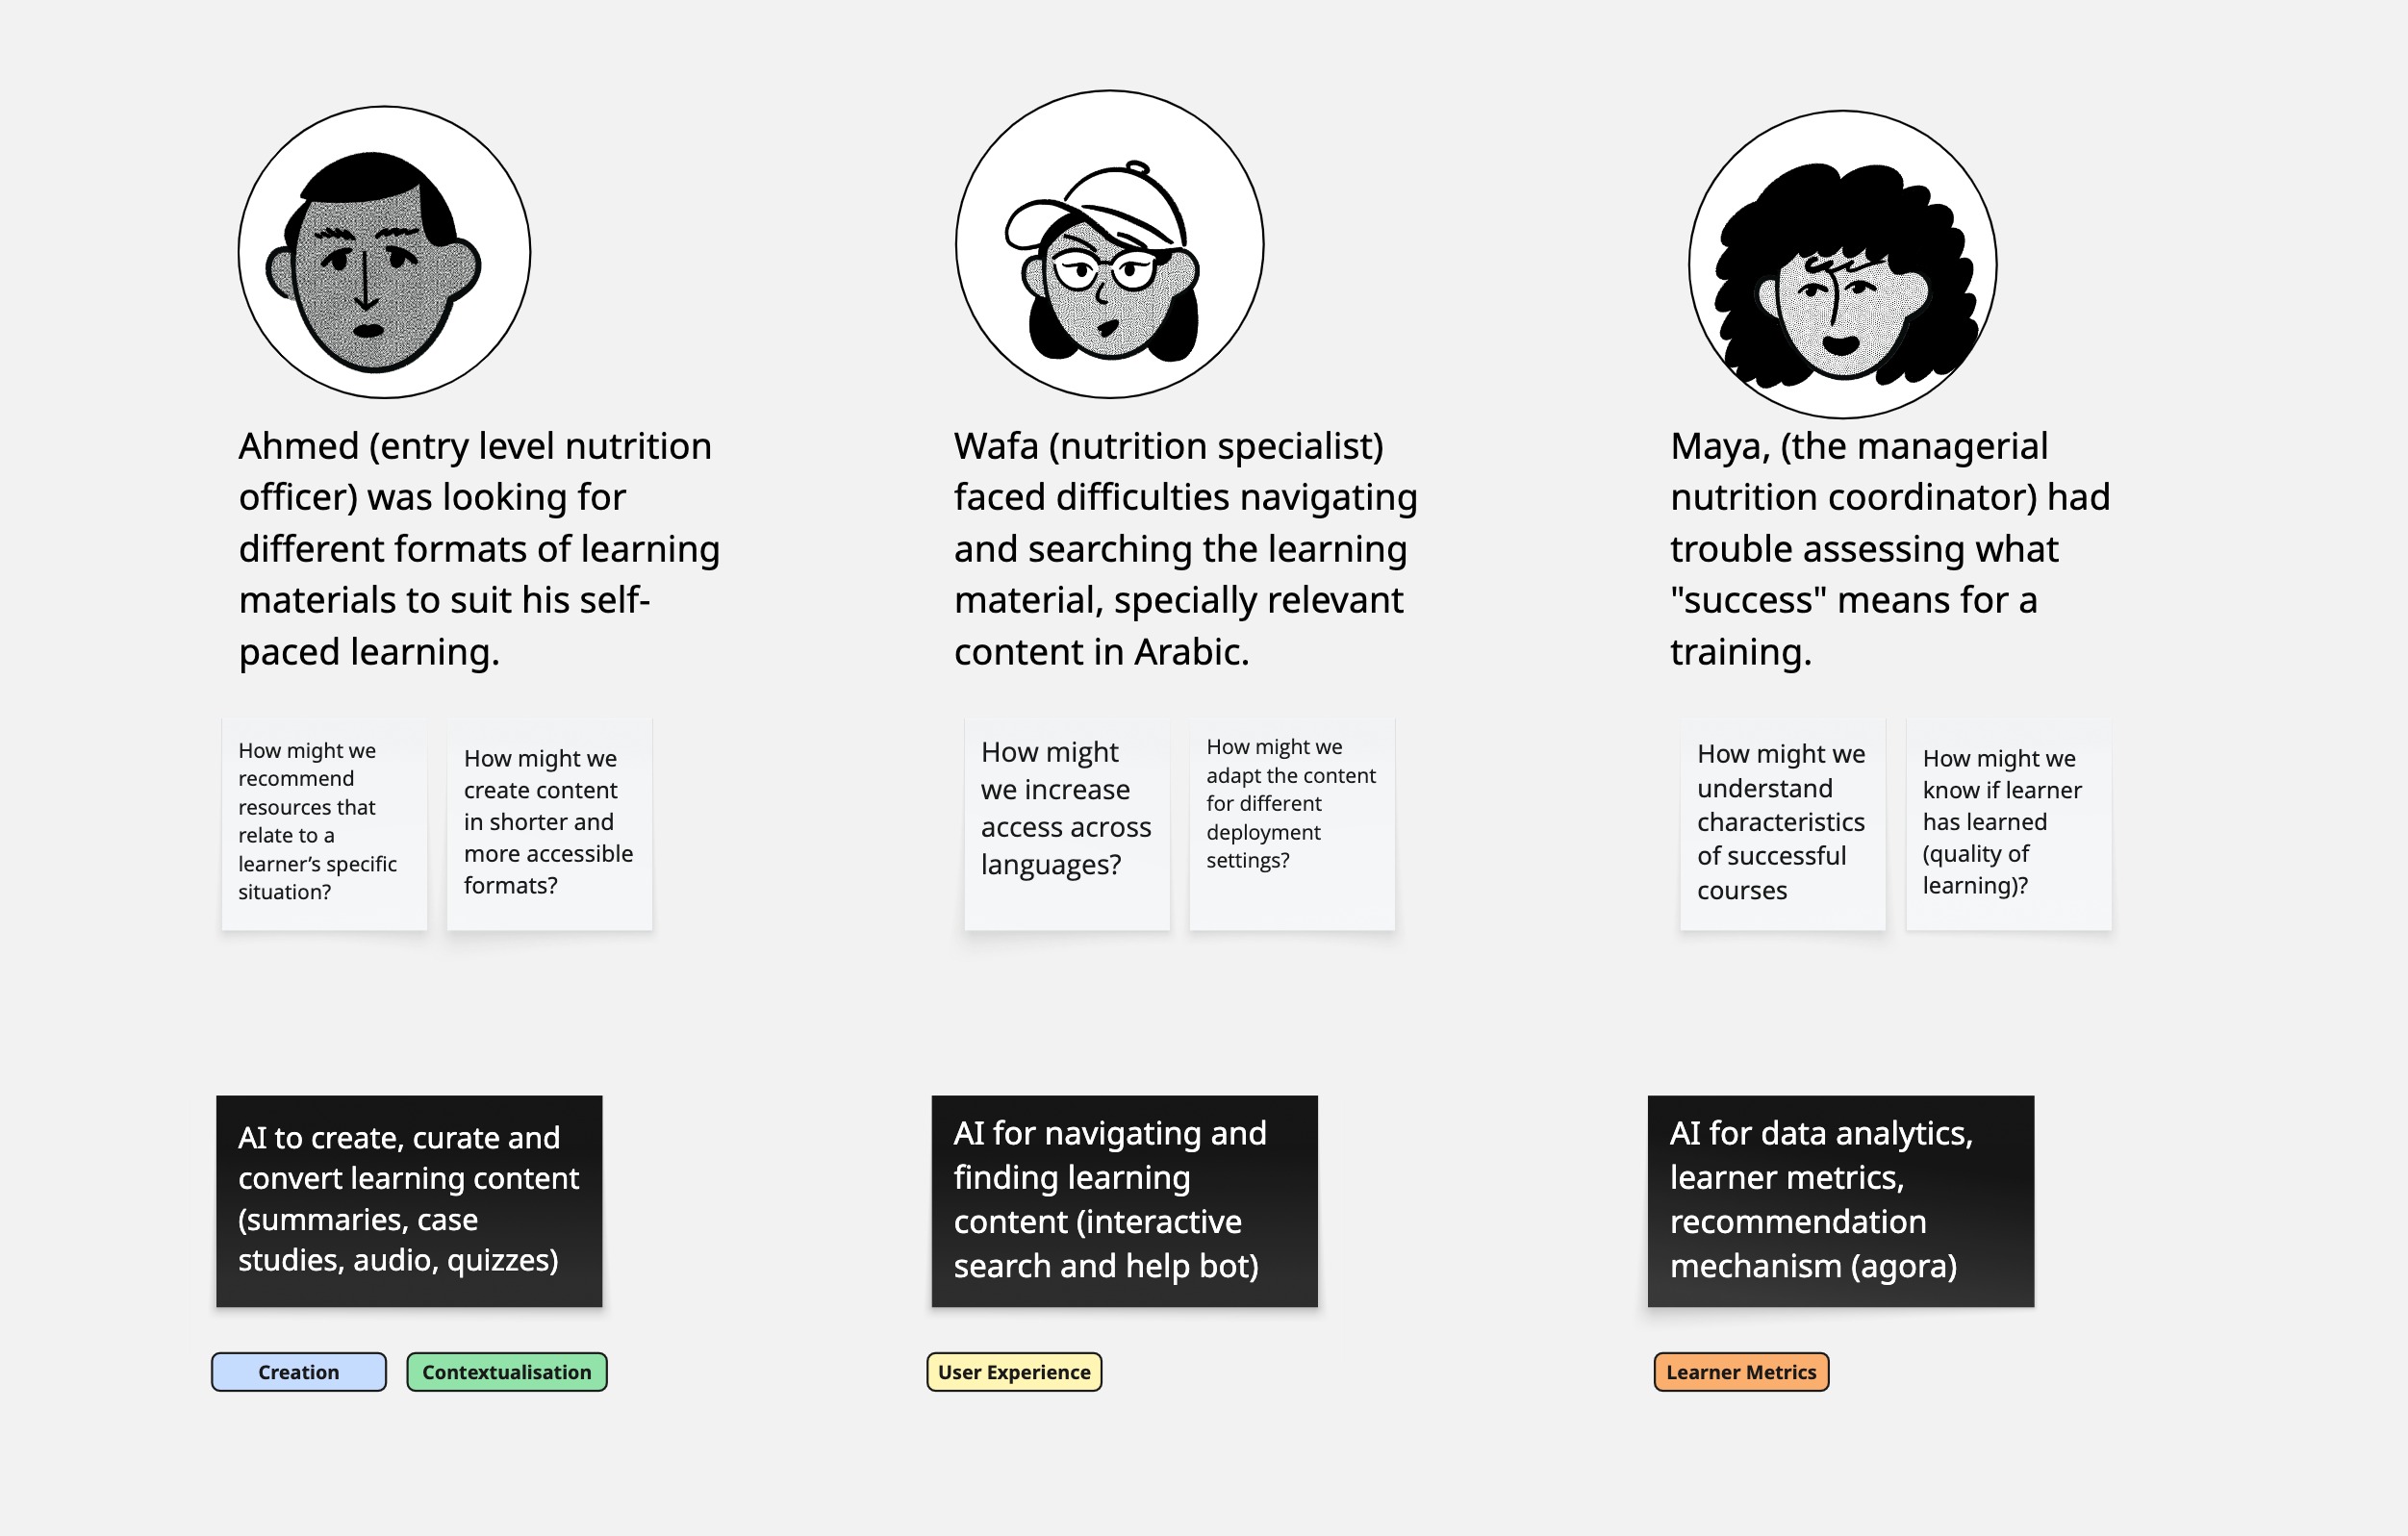 Ahmed (entry level nutrition
officer) was looking for
different formats of learning
materials to suit his self-
paced learning.
How might we
recommend
resources that
relate to a
learner’s specific
situation?
How might we
create content
in shorter and
more accessible
formats?
AI to create, curate and
convert learning content
(summaries, case
studies, audio, quizzes)
Creation
Contextualisation
Wafa (nutrition specialist)
faced difficulties navigating
and searching the learning
material, specially relevant
content in Arabic.
How might
we increase
access across
languages?
How might we
adapt the content
for different
deployment
settings?
AI for navigating and
finding learning
content (interactive
search and help bot)
User Experience
Maya, (the managerial
nutrition coordinator) had
trouble assessing what
"success" means for a
training.
How might we
understand
characteristics
of successful
courses
How might we
know if learner
has learned
(quality of
learning)?
AI for data analytics,
learner metrics,
recommendation
mechanism (agora)
Learner Metrics